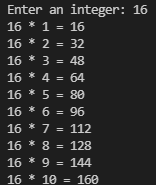 Enter an integer: 16
16 * 1 = 16
16 * 2 = 32
16 * 3 = 48
16 * 4 = 64
16 * 5 = 80
16 * 6 = 96
16 * 7 = 112
16 * 8 = 128
16 * 9 = 144
16 * 10 = 160